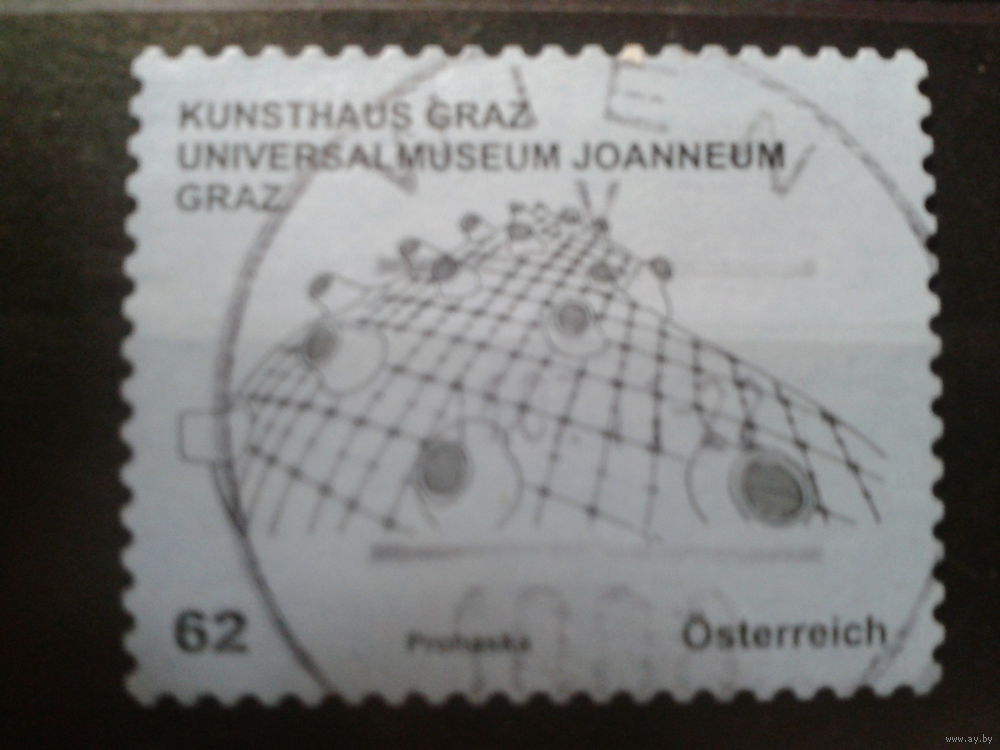 KUNSTHAUS GRAZ
UNIVERSALMUSEUM JOANNEUM
GRAZ
62
Prohaska
Österreich
www.ay.by